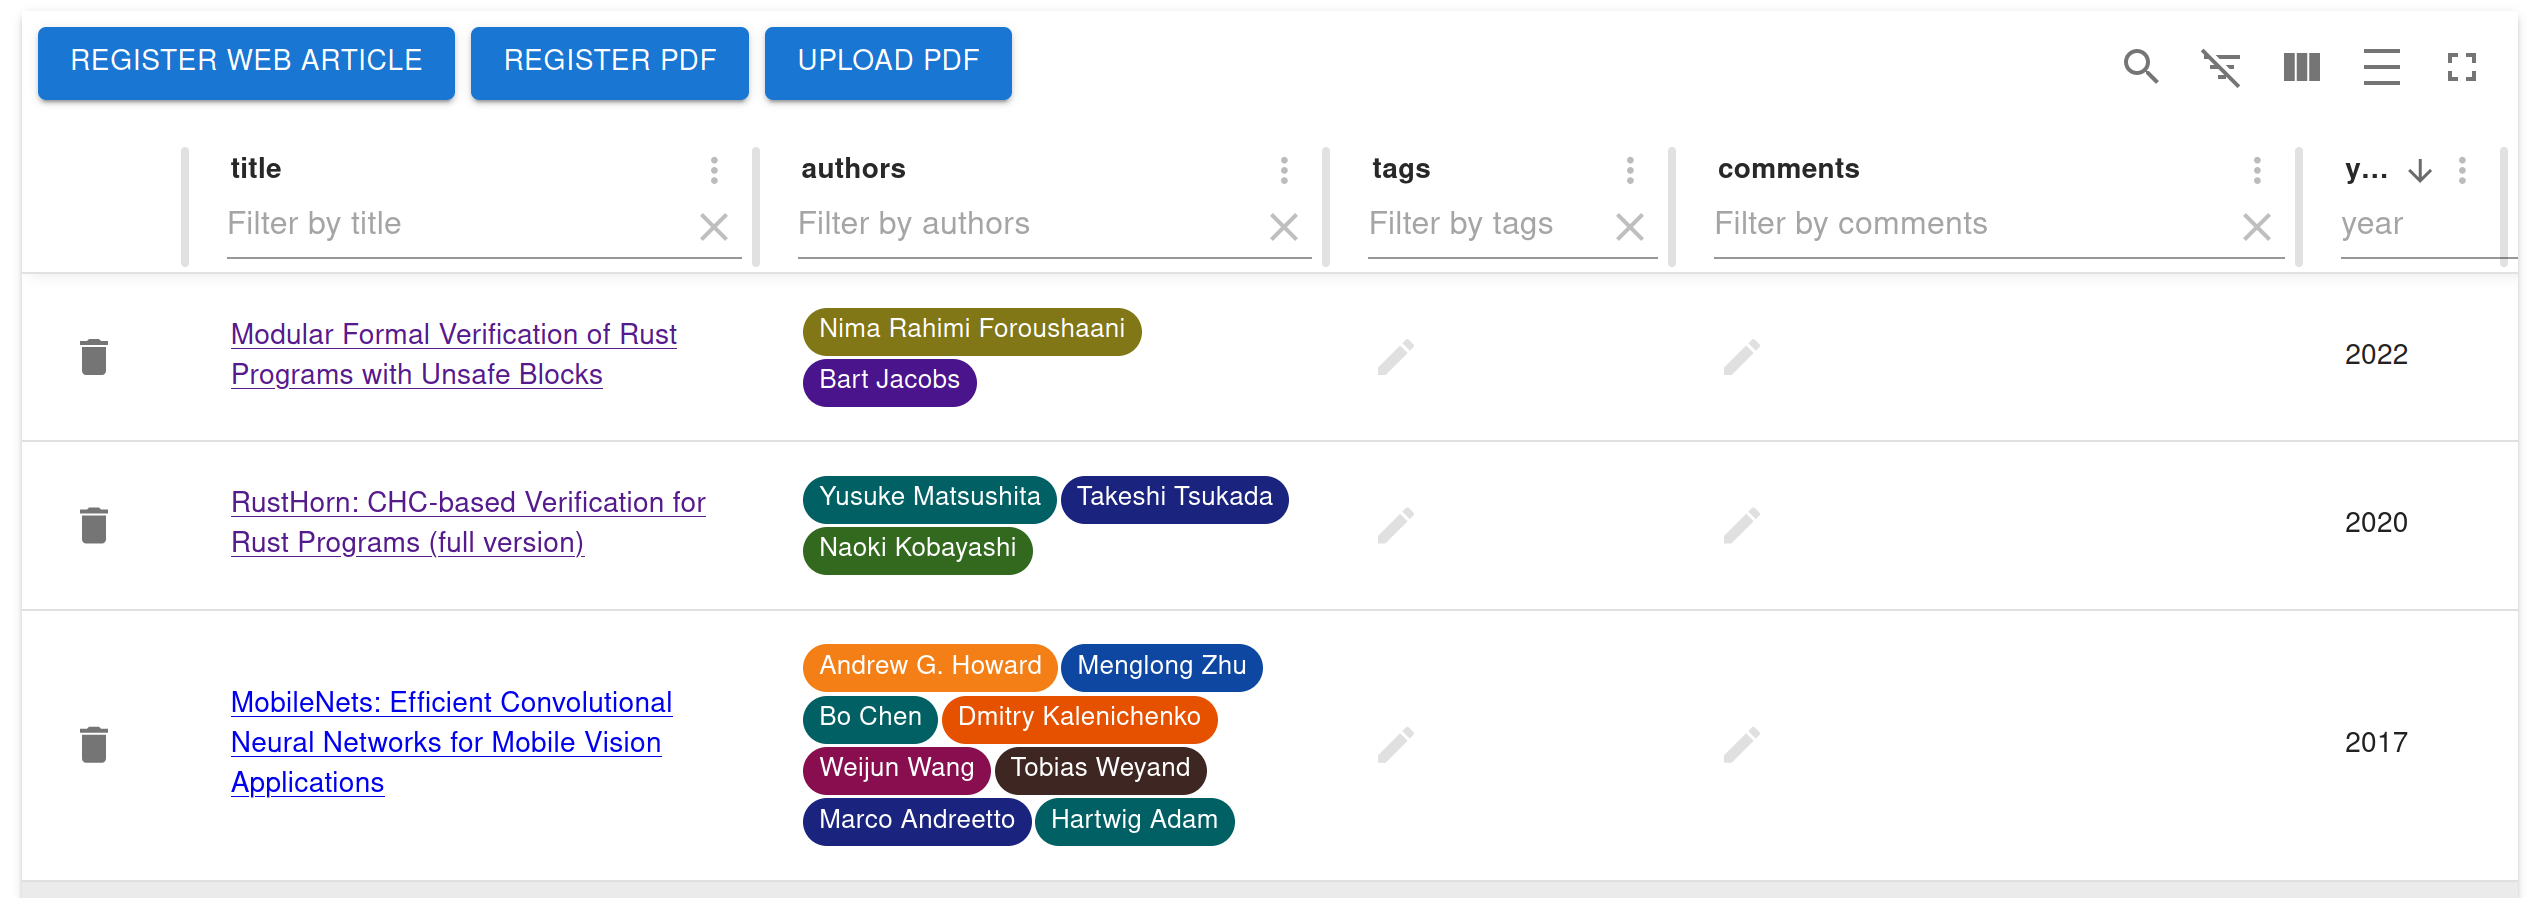 REGISTER WEB ARTICLE REGISTER PDF UPLOAD PDF
title authors tags comments y...
Filter by title Filter by authors Filter by tags Filter by comments year
Modular Formal Verification of Rust
Programs with Unsafe Blocks
Nima Rahimi Foroushaani
Bart Jacobs
2022
RustHorn: CHC-based Verification for
Rust Programs (full version)
Yusuke Matsushita Takeshi Tsukada
Naoki Kobayashi
2020
MobileNets: Efficient Convolutional
Neural Networks for Mobile Vision
Applications
Andrew G. Howard Menglong Zhu
Bo Chen Dmitry Kalenichenko
Weijun Wang Tobias Weyand
Marco Andreetto Hartwig Adam
2017